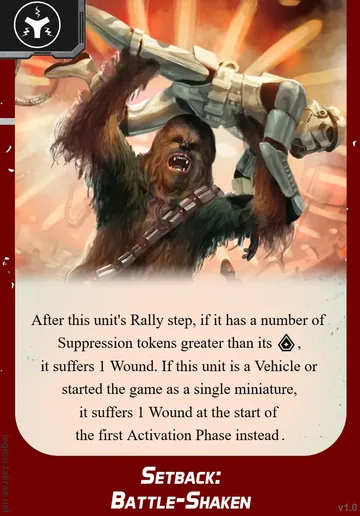 After this unit's Rally step, if it has a number of
Suppression tokens greater than its ,
it suffers 1 Wound. If this unit is a Vehicle or
started the game as a single miniature,
it suffers 1 Wound at the start of
the first Activation Phase instead.
Setback:
Battle-Shaken
v1.0